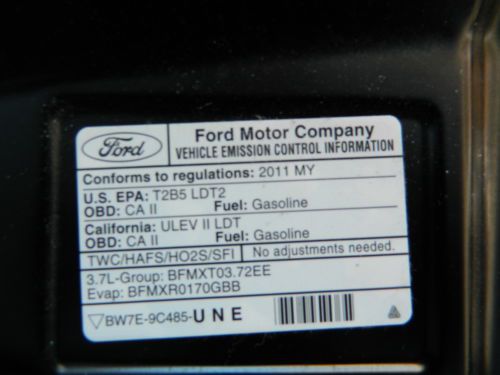 Ford
Ford Motor Company
VEHICLE EMISSION CONTROL INFORMATION
Conforms to regulations: 2011 MY
U.S. EPA: T2B5 LDT2
OBD: CA II Fuel: Gasoline
California: ULEV II LDT
OBD: CA II Fuel: Gasoline
TWC/HAFS/HO2S/SFI No adjustments needed.
3.7L-Group: BFMXT03.72EE
Evap: BFMXR0170GBB
BW7E-9C485-UNE